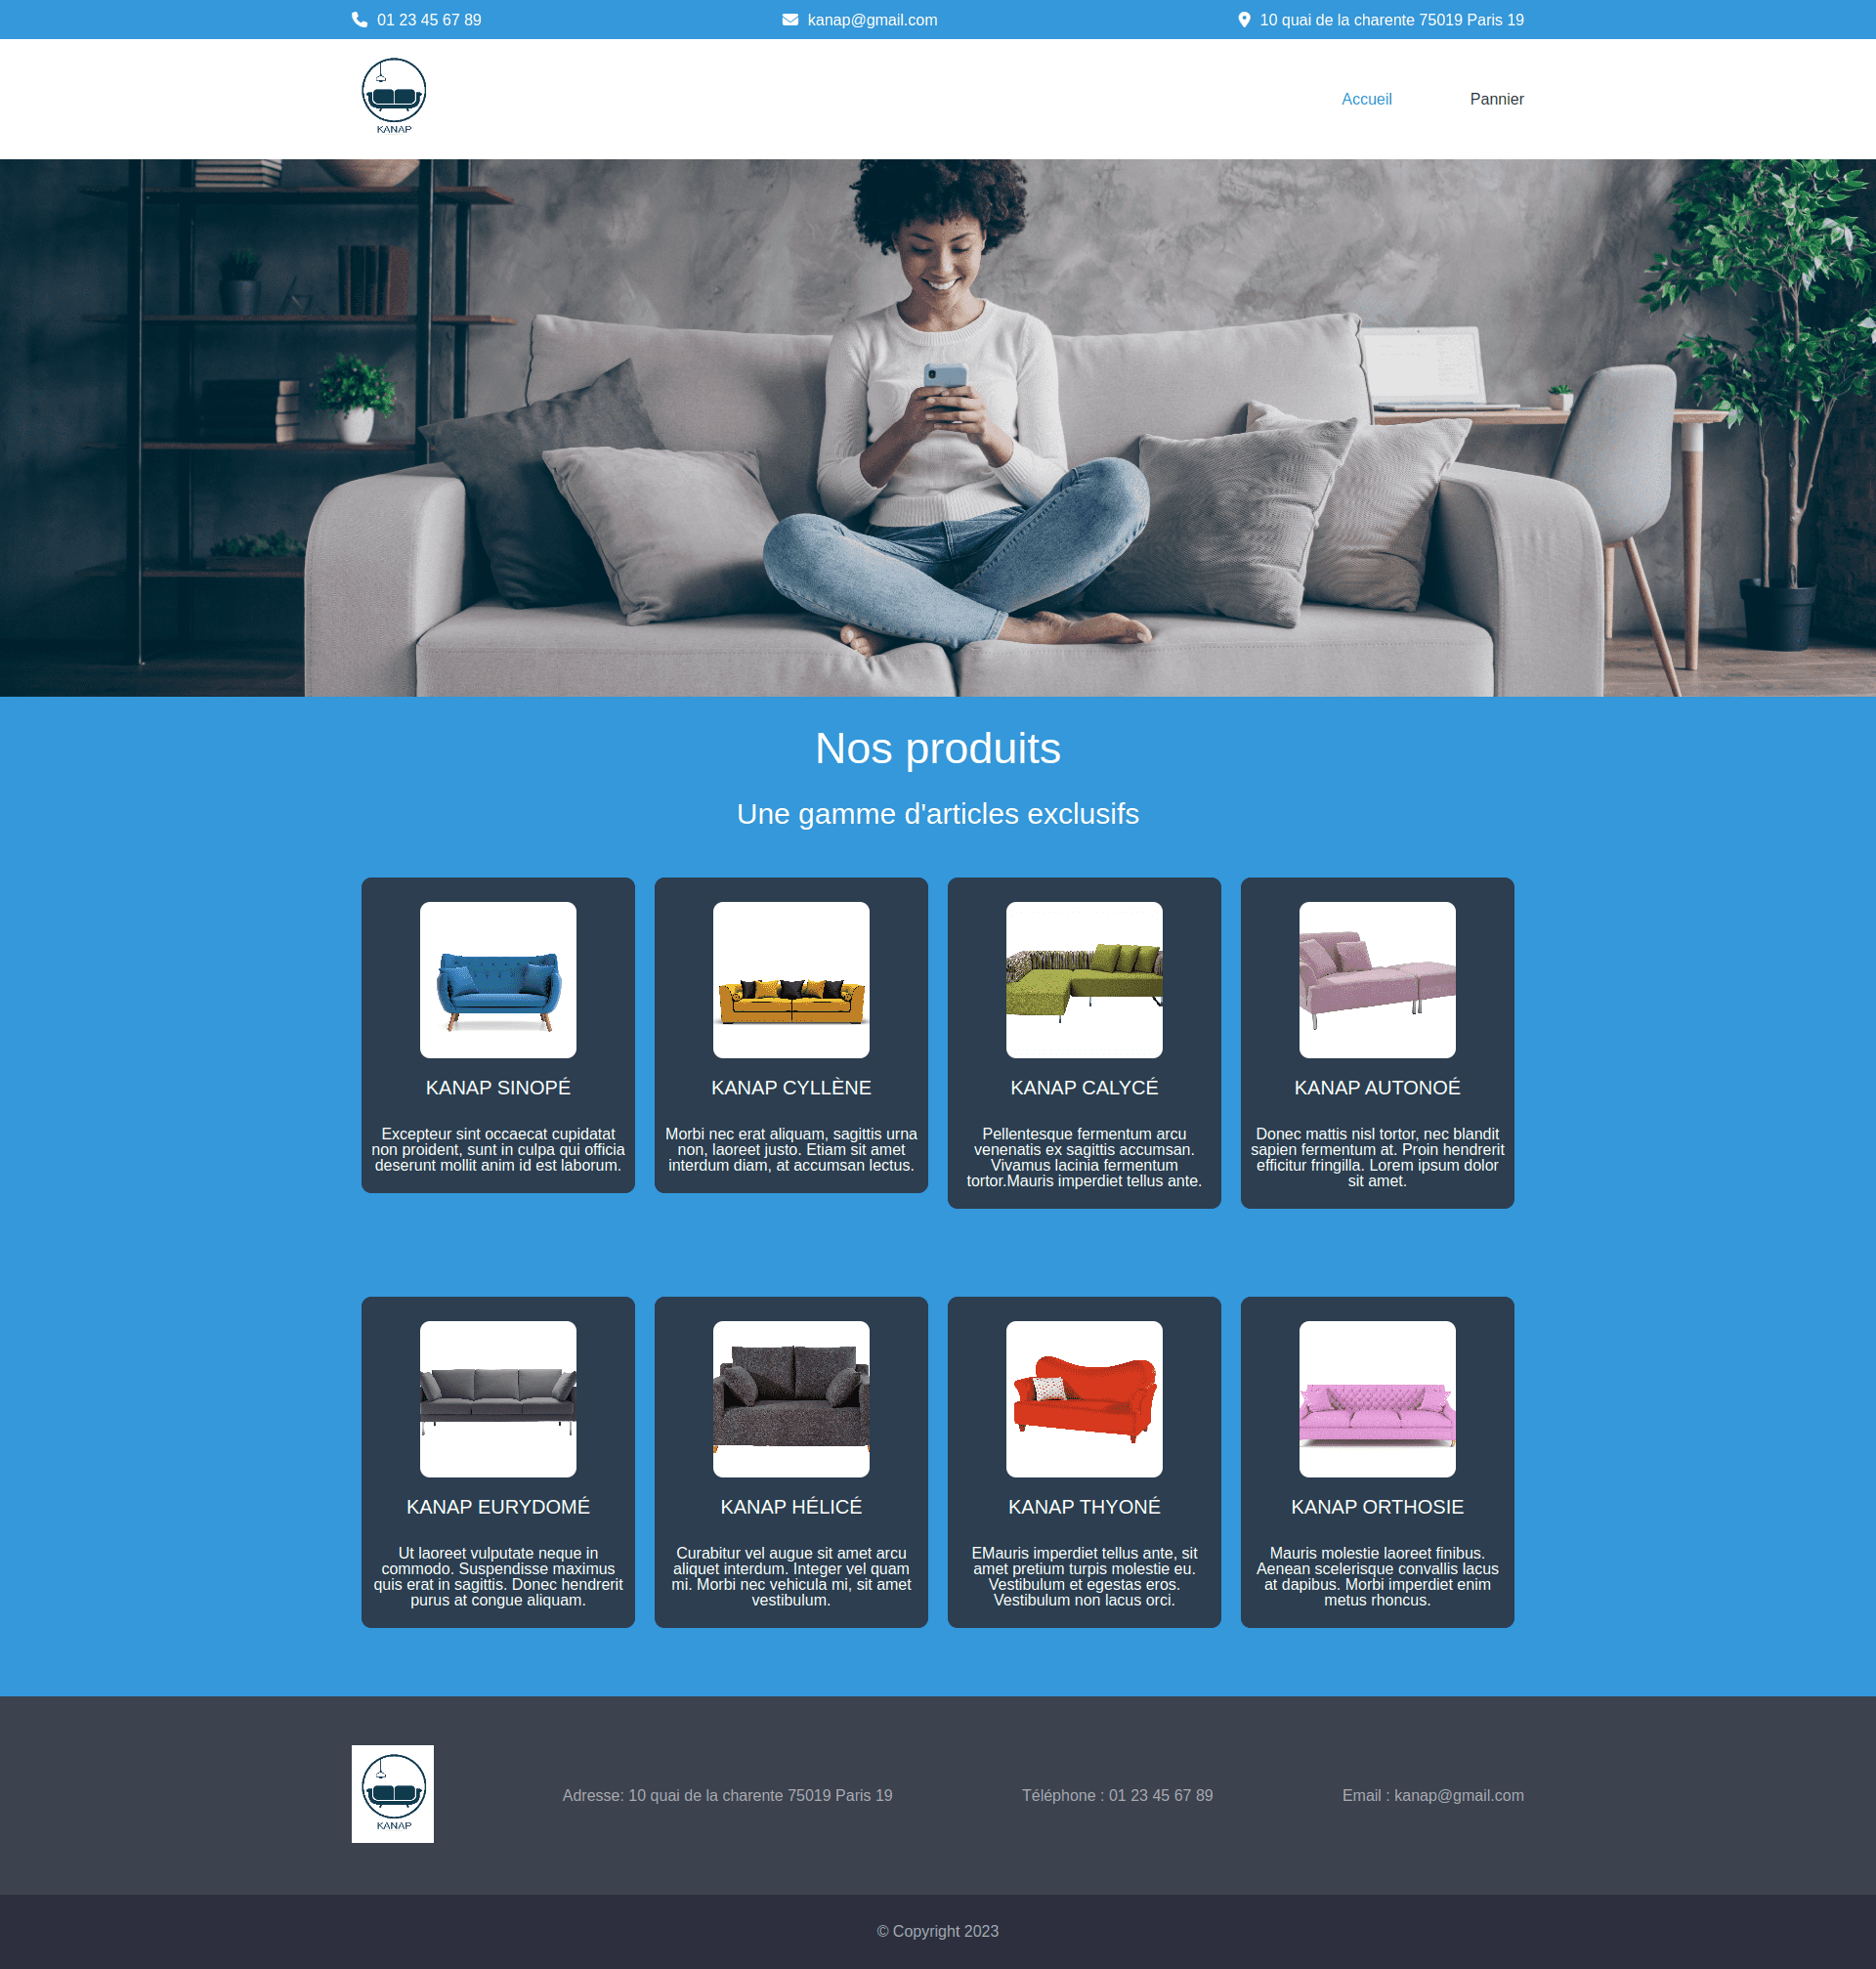 01 23 45 67 89
kanap@gmail.com
10 quai de la charente 75019 Paris 19
KANAP
Accueil
Pannier
Nos produits
Une gamme d'articles exclusifs
KANAP SINOPÉ
Excepteur sint occaecat cupidatat
non proident, sunt in culpa qui officia
deserunt mollit anim id est laborum.
KANAP CYLLÈNE
Morbi nec erat aliquam, sagittis urna
non, laoreet justo. Etiam sit amet
interdum diam, at accumsan lectus.
KANAP CALYCÉ
Pellentesque fermentum arcu
venenatis ex sagittis accumsan.
Vivamus lacinia fermentum
tortor.Mauris imperdiet tellus ante.
KANAP AUTONOÉ
Donec mattis nisl tortor, nec blandit
sapien fermentum at. Proin hendrerit
efficitur fringilla. Lorem ipsum dolor
sit amet.
KANAP EURYDOMÉ
Ut laoreet vulputate neque in
commodo. Suspendisse maximus
quis erat in sagittis. Donec hendrerit
purus at congue aliquam.
KANAP HÉLICÉ
Curabitur vel augue sit amet arcu
aliquet interdum. Integer vel quam
mi. Morbi nec vehicula mi, sit amet
vestibulum.
KANAP THYONÉ
EMauris imperdiet tellus ante, sit
amet pretium turpis molestie eu.
Vestibulum et egestas eros.
Vestibulum non lacus orci.
KANAP ORTHOSIE
Mauris molestie laoreet finibus.
Aenean scelerisque convallis lacus
at dapibus. Morbi imperdiet enim
metus rhoncus.
KANAP
Adresse: 10 quai de la charente 75019 Paris 19
Téléphone : 01 23 45 67 89
Email : kanap@gmail.com
© Copyright 2023